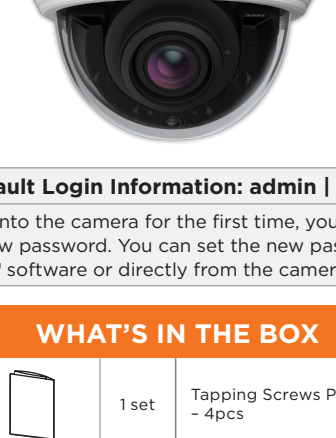 ault Login Information: admin |
nto the camera for the first time, you
w password. You can set the new pas
software or directly from the camer
WHAT'S IN THE BOX
1 set
Tapping Screws P
– 4pcs